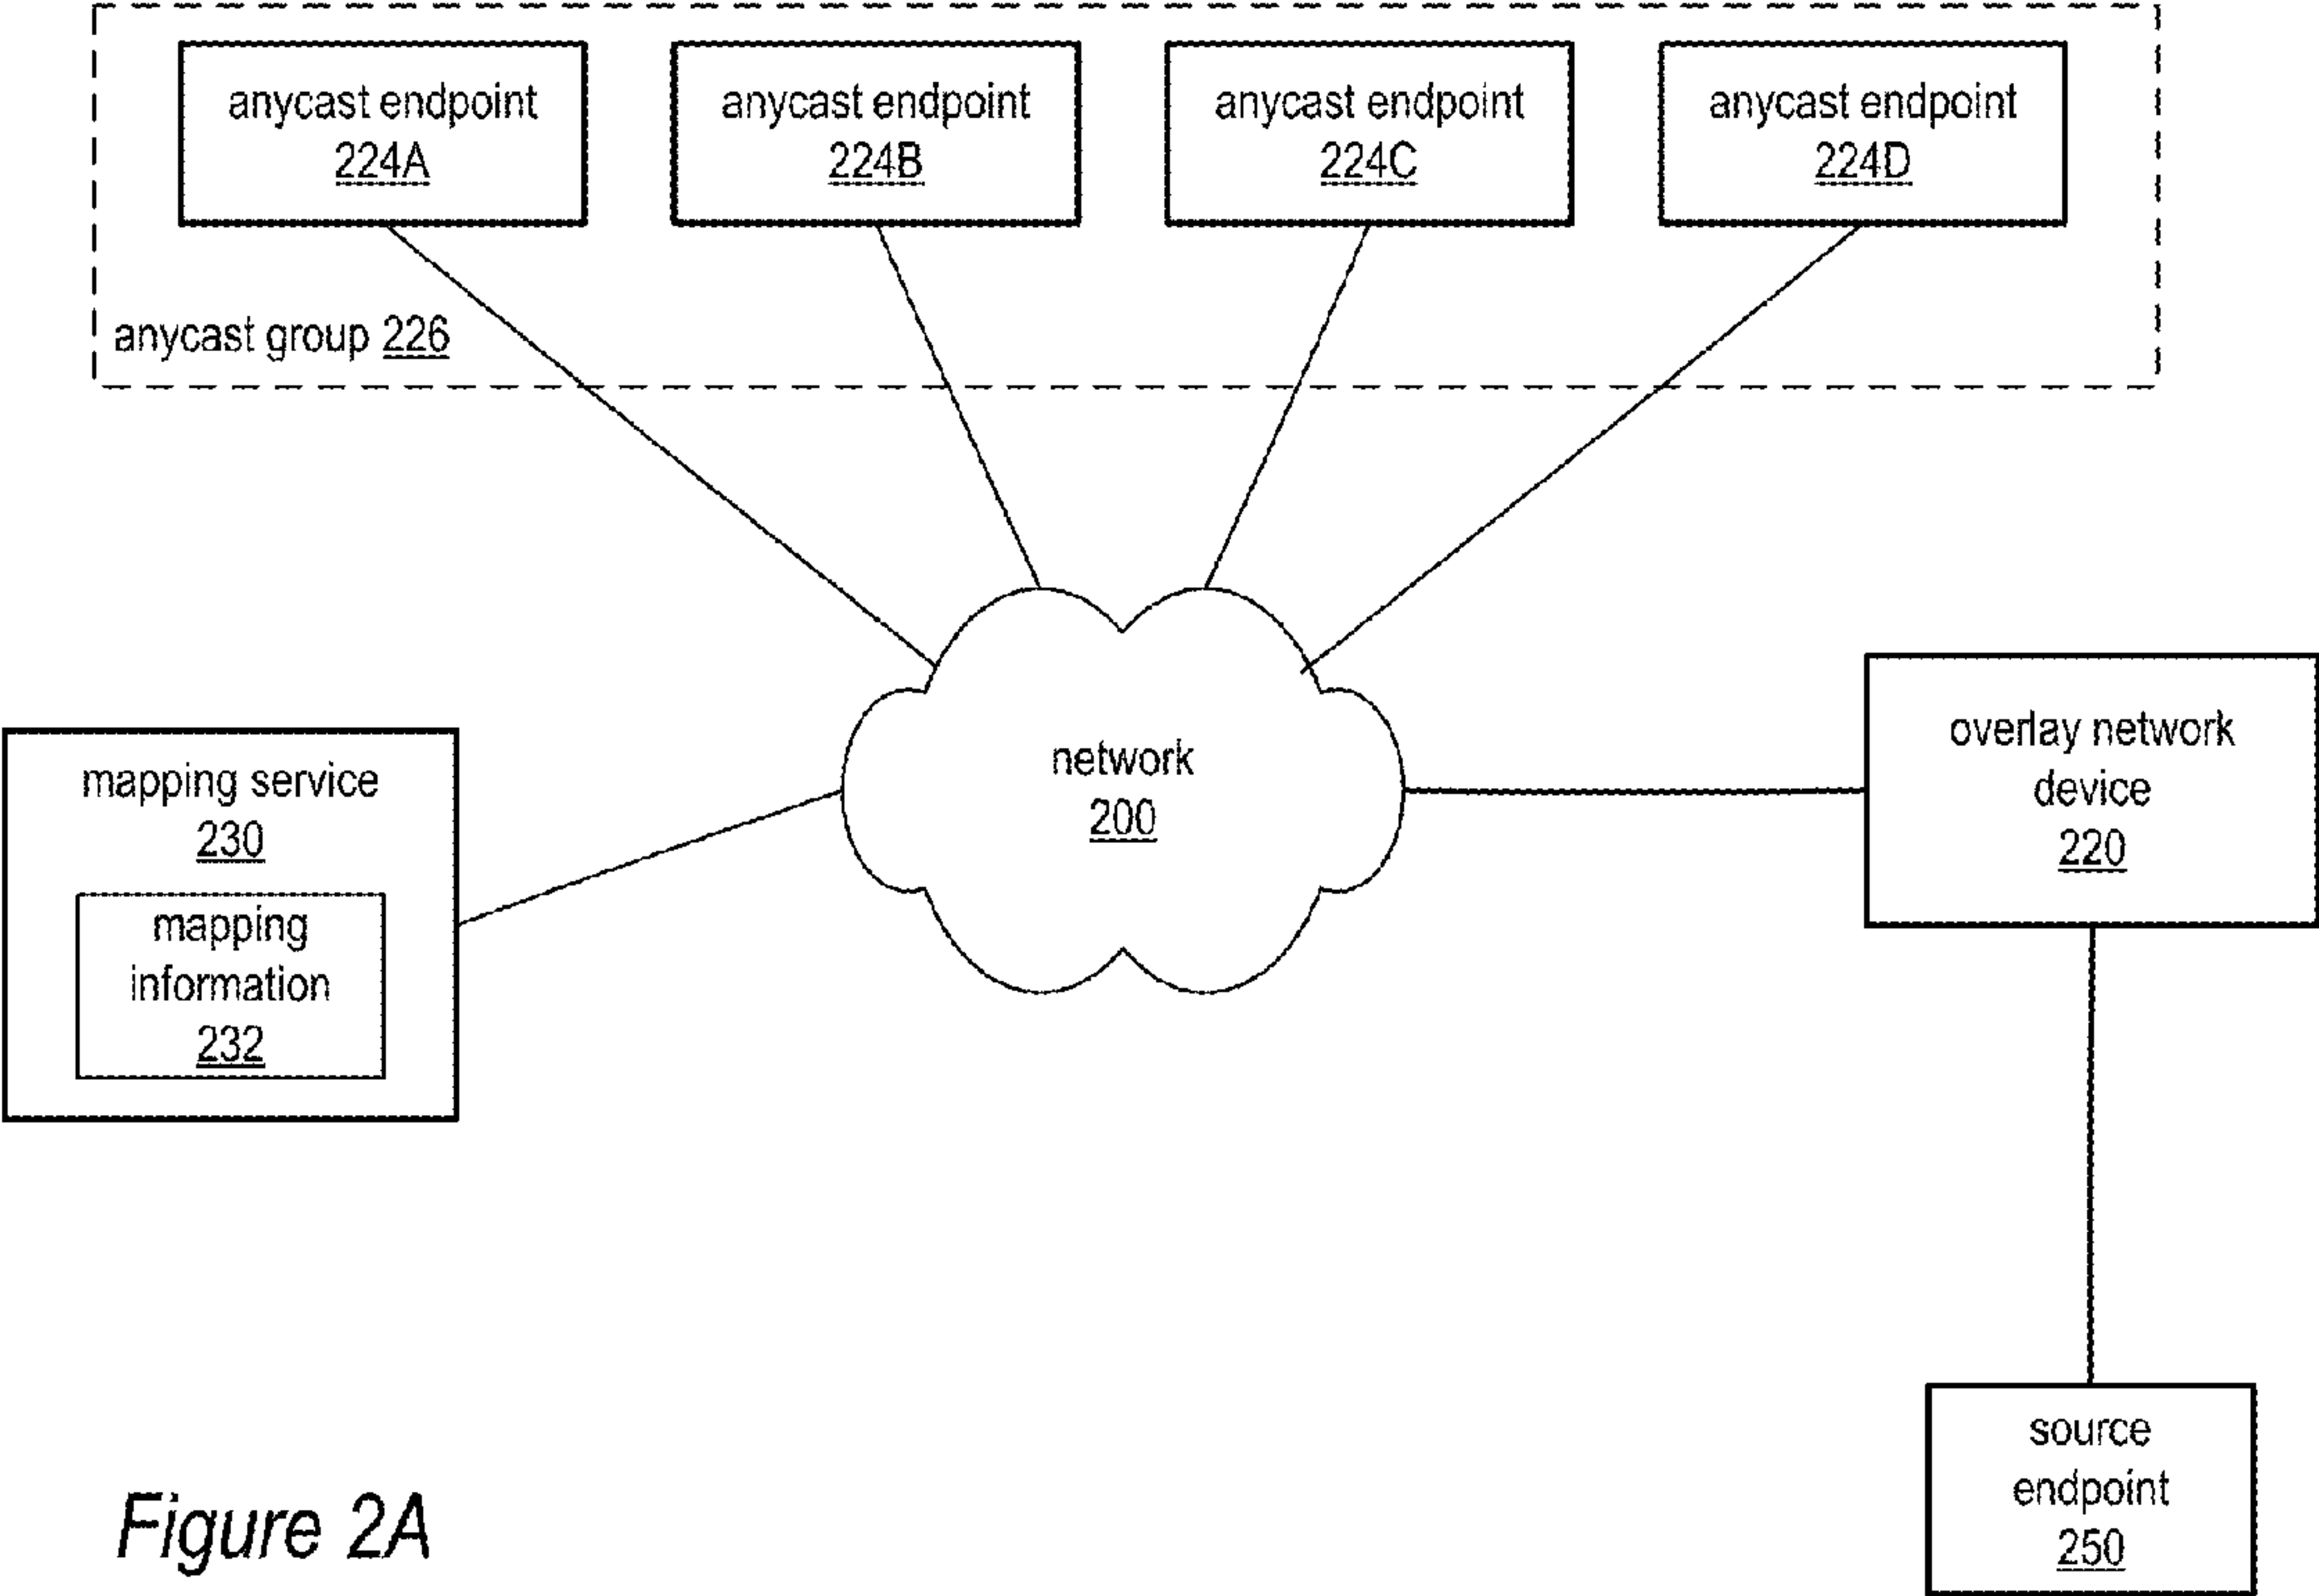 anycast endpoint
224A
anycast endpoint
224B
anycast endpoint
224C
anycast endpoint
224D
anycast group 226
network
200
overlay network
device
220
mapping service
230
mapping
information
232
source
endpoint
250
Figure 2A